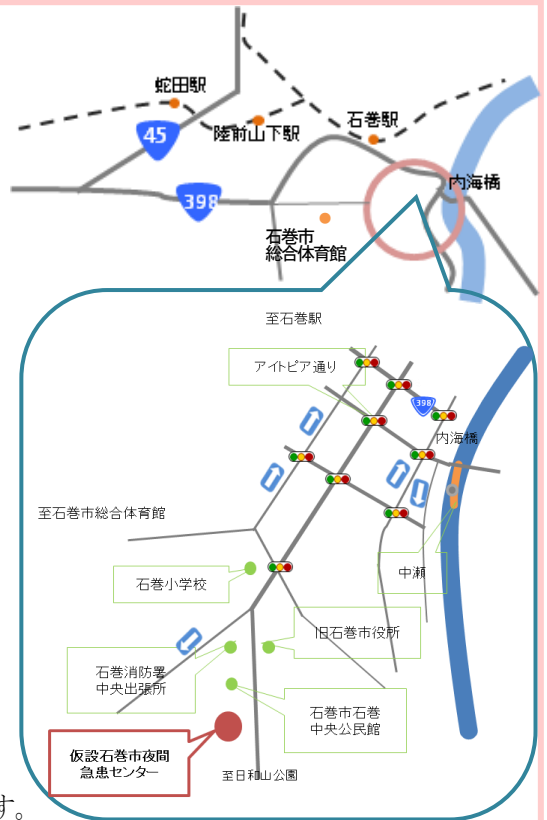 蛇田駅
45
陸前山下駅
石巻駅
398
内海橋
石巻市
総合体育館
至石巻駅
アイトピア通り
398
内海橋
至石巻市総合体育館
中瀬
石巻小学校
旧石巻市役所
石巻消防署
中央出張所
石巻市石巻
中央公民館
仮設石巻市夜間
急患センター
至日和山公園
す。